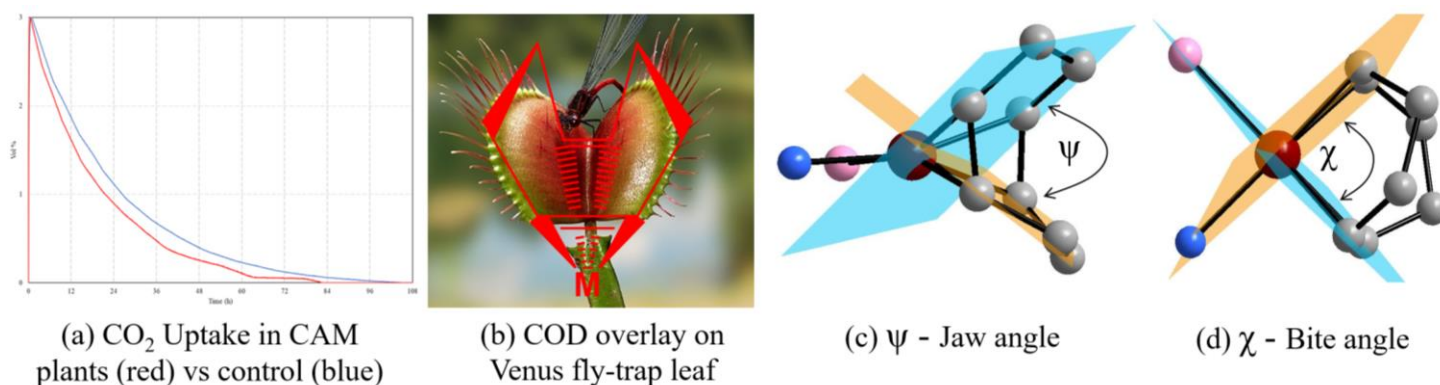 3
2
1
0
Vol %
0 12 24 36 48 60 72 84 96 108
Time (h)
M
ψ
χ
(a) CO₂ Uptake in CAM
plants (red) vs control (blue)
(b) COD overlay on
Venus fly-trap leaf
(c) ψ - Jaw angle
(d) χ - Bite angle